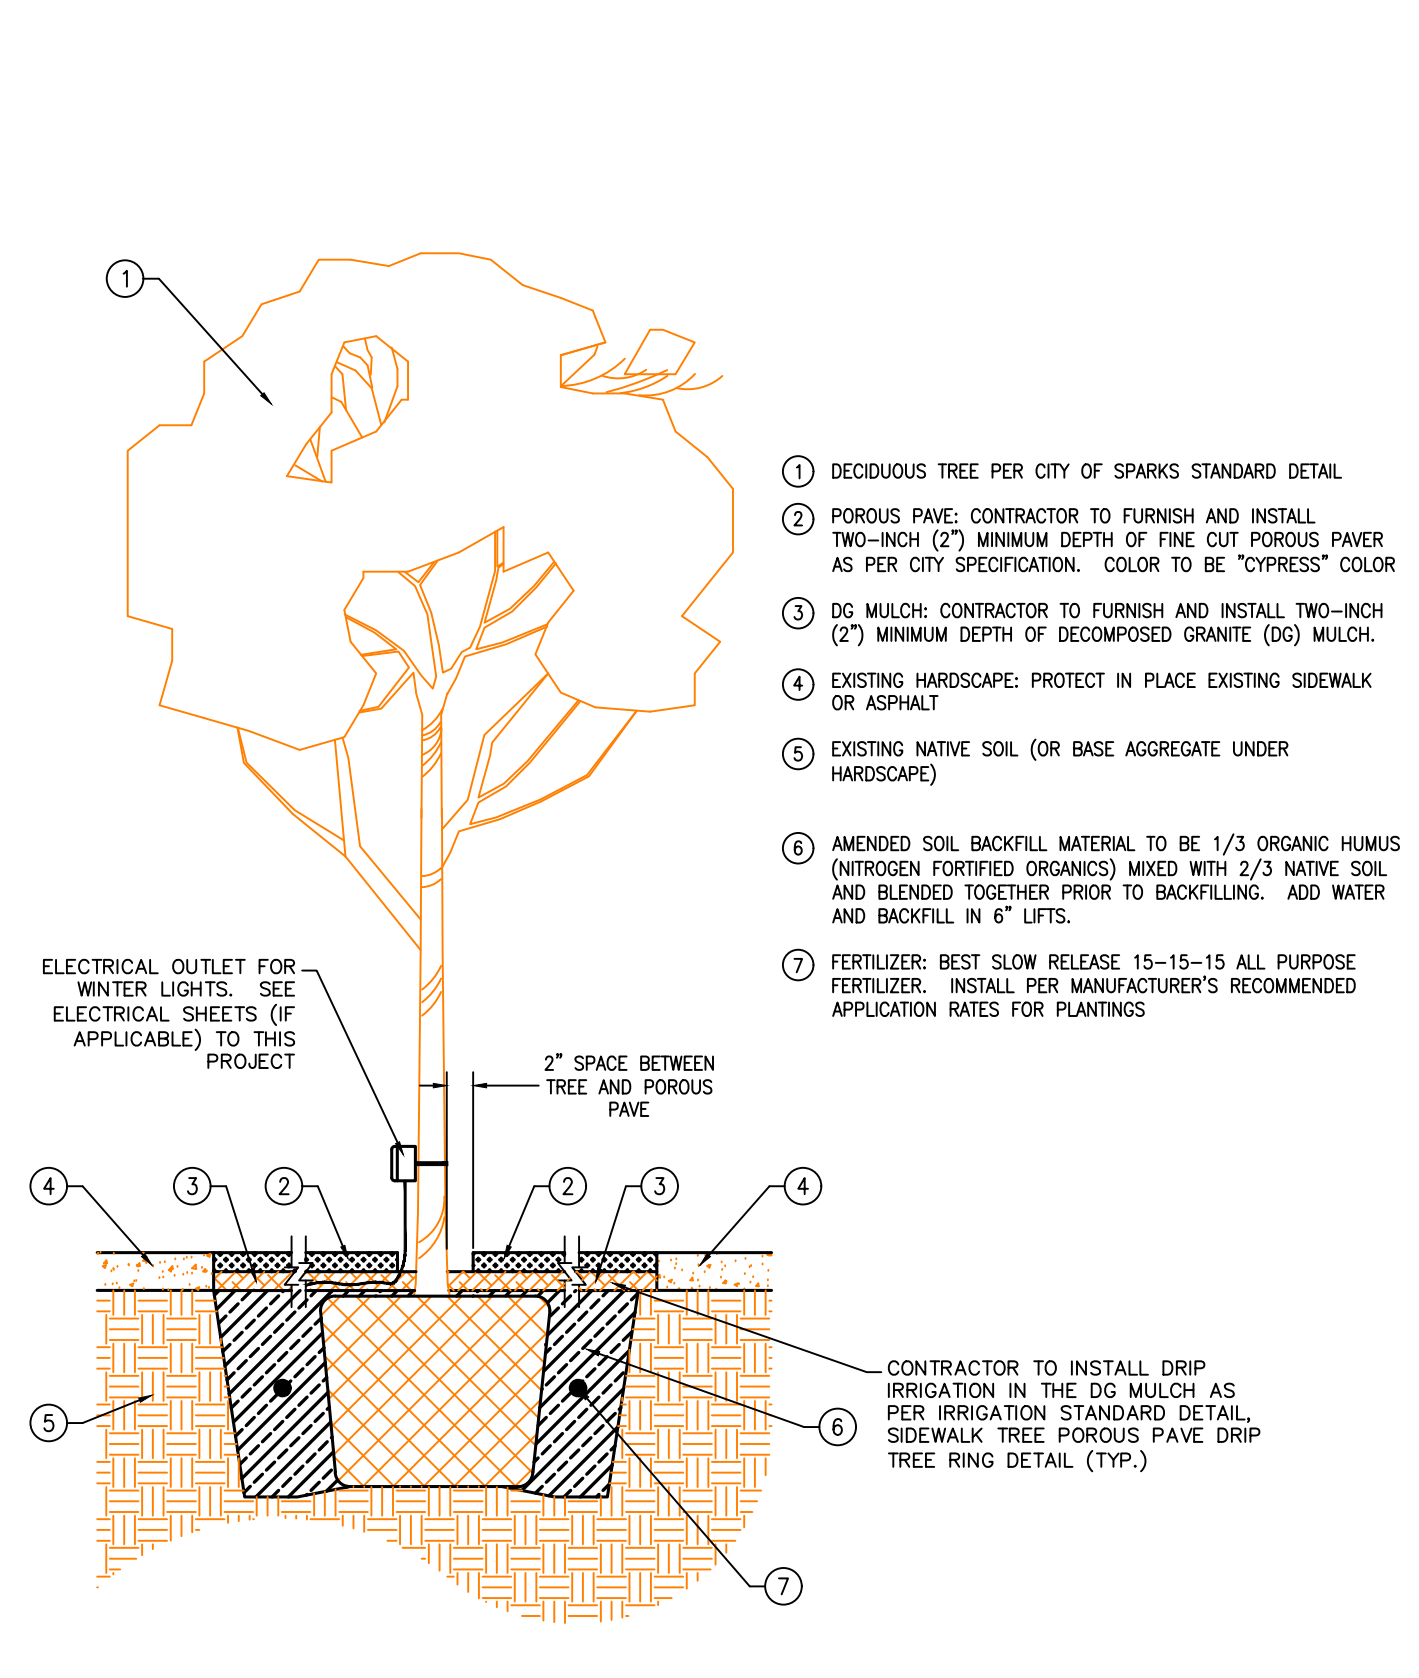 1
1 DECIDUOUS TREE PER CITY OF SPARKS STANDARD DETAIL
2 POROUS PAVE: CONTRACTOR TO FURNISH AND INSTALL
TWO-INCH (2") MINIMUM DEPTH OF FINE CUT POROUS PAVER
AS PER CITY SPECIFICATION. COLOR TO BE "CYPRESS" COLOR
3 DG MULCH: CONTRACTOR TO FURNISH AND INSTALL TWO-INCH
(2") MINIMUM DEPTH OF DECOMPOSED GRANITE (DG) MULCH.
4 EXISTING HARDSCAPE: PROTECT IN PLACE EXISTING SIDEWALK
OR ASPHALT
5 EXISTING NATIVE SOIL (OR BASE AGGREGATE UNDER
HARDSCAPE)
6 AMENDED SOIL BACKFILL MATERIAL TO BE 1/3 ORGANIC HUMUS
(NITROGEN FORTIFIED ORGANICS) MIXED WITH 2/3 NATIVE SOIL
AND BLENDED TOGETHER PRIOR TO BACKFILLING. ADD WATER
AND BACKFILL IN 6" LIFTS.
7 FERTILIZER: BEST SLOW RELEASE 15-15-15 ALL PURPOSE
FERTILIZER. INSTALL PER MANUFACTURER'S RECOMMENDED
APPLICATION RATES FOR PLANTINGS
ELECTRICAL OUTLET FOR
WINTER LIGHTS. SEE
ELECTRICAL SHEETS (IF
APPLICABLE) TO THIS
PROJECT
2" SPACE BETWEEN
TREE AND POROUS
PAVE
4 3 2 2 3 4
CONTRACTOR TO INSTALL DRIP
IRRIGATION IN THE DG MULCH AS
PER IRRIGATION STANDARD DETAIL,
SIDEWALK TREE POROUS PAVE DRIP
TREE RING DETAIL (TYP.)
5
6
7